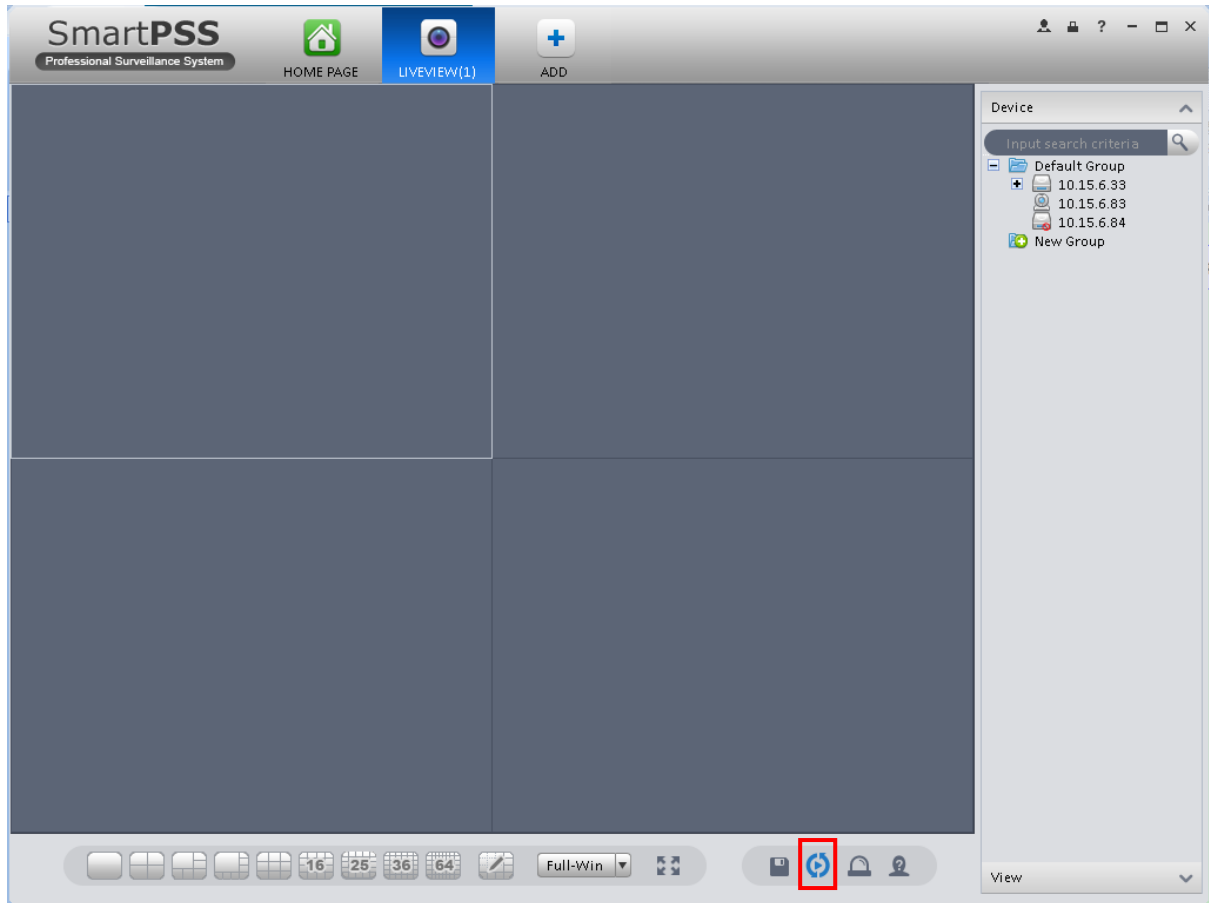 SmartPSS
Professional Surveillance System
HOME PAGE
LIVEVIEW(1)
ADD
?
Device
Input search criteria
Default Group
10.15.6.33
10.15.6.83
10.15.6.84
New Group
16 25 36 64 Full-Win
View